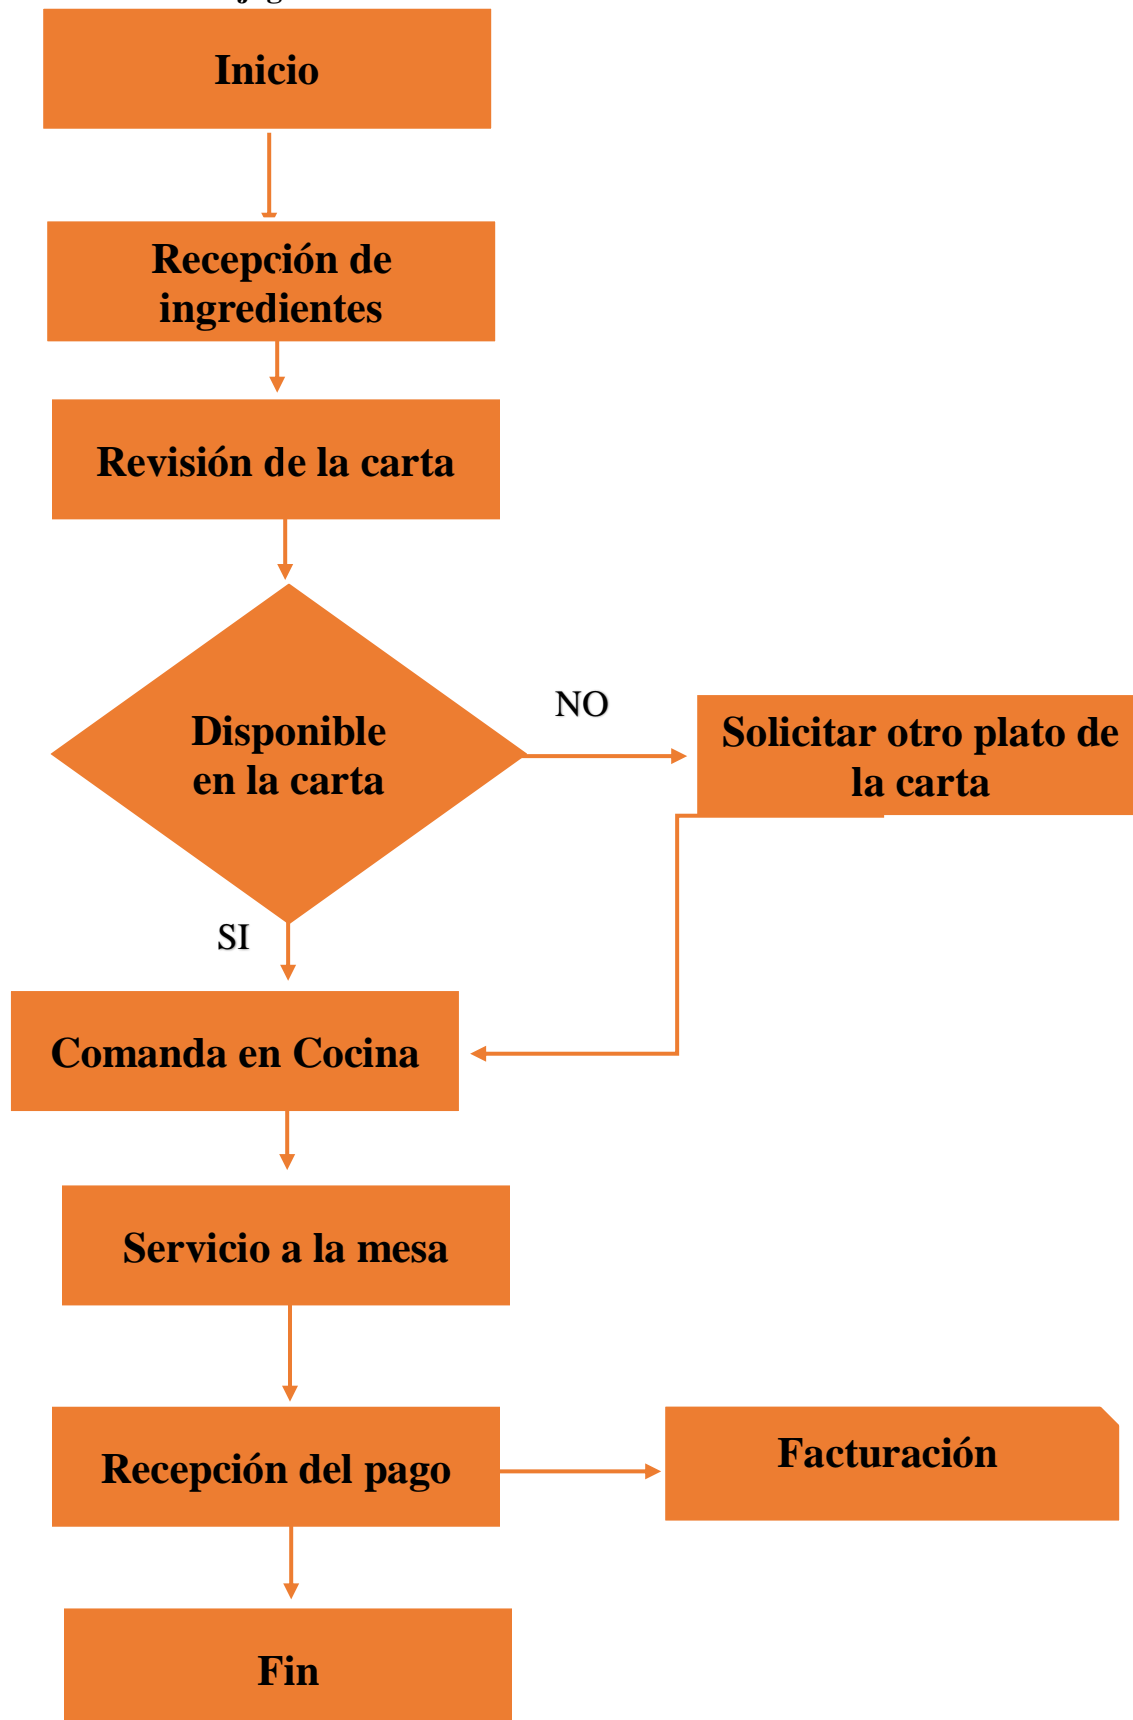 Inicio
Recepción de
ingredientes
Revisión de la carta
Disponible
en la carta
NO
Solicitar otro plato de
la carta
SI
Comanda en Cocina
Servicio a la mesa
Recepción del pago
Facturación
Fin